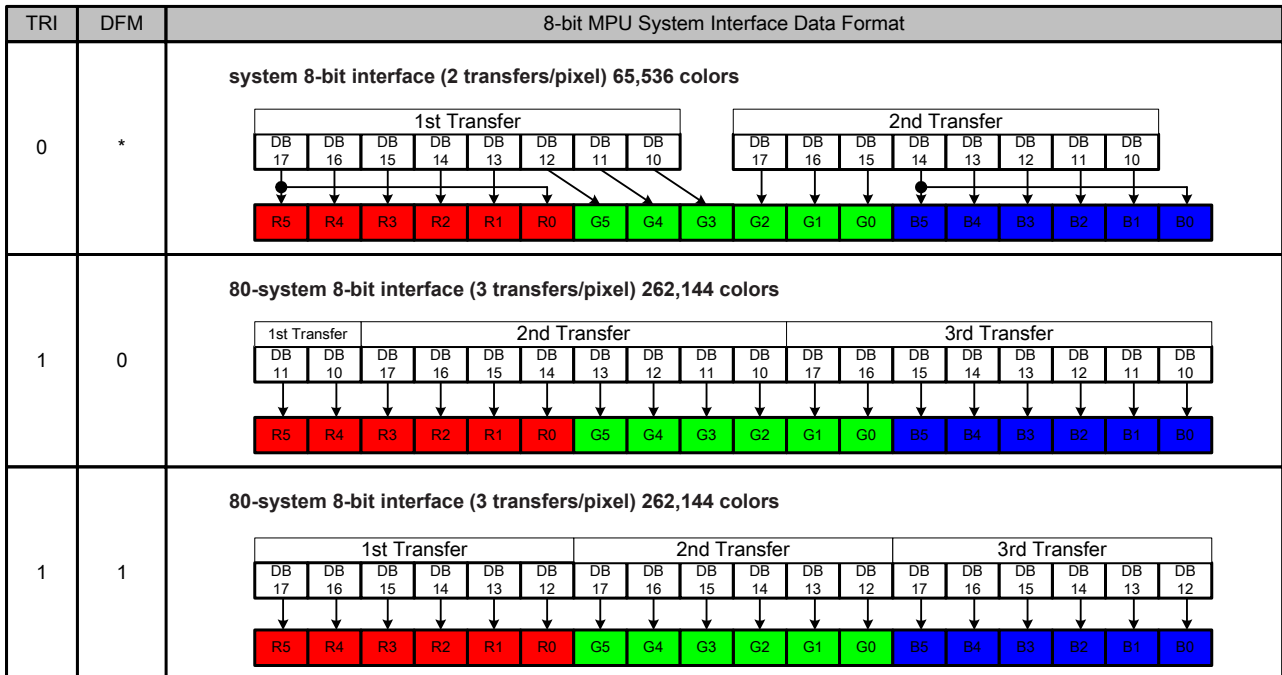 TRI DFM 8-bit MPU System Interface Data Format
system 8-bit interface (2 transfers/pixel) 65,536 colors
1st Transfer 2nd Transfer
DB DB DB DB DB DB DB DB DB DB DB DB DB DB DB DB
17 16 15 14 13 12 11 10 17 16 15 14 13 12 11 10
0 *
R5 R4 R3 R2 R1 R0 G5 G4 G3 G2 G1 G0 B5 B4 B3 B2 B1 B0
80-system 8-bit interface (3 transfers/pixel) 262,144 colors
1st Transfer 2nd Transfer 3rd Transfer
DB DB DB DB DB DB DB DB DB DB DB DB DB DB DB DB DB DB
11 10 17 16 15 14 13 12 11 10 17 16 15 14 13 12 11 10
1 0
R5 R4 R3 R2 R1 R0 G5 G4 G3 G2 G1 G0 B5 B4 B3 B2 B1 B0
80-system 8-bit interface (3 transfers/pixel) 262,144 colors
1st Transfer 2nd Transfer 3rd Transfer
DB DB DB DB DB DB DB DB DB DB DB DB DB DB DB DB DB DB
17 16 15 14 13 12 17 16 15 14 13 12 17 16 15 14 13 12
1 1
R5 R4 R3 R2 R1 R0 G5 G4 G3 G2 G1 G0 B5 B4 B3 B2 B1 B0